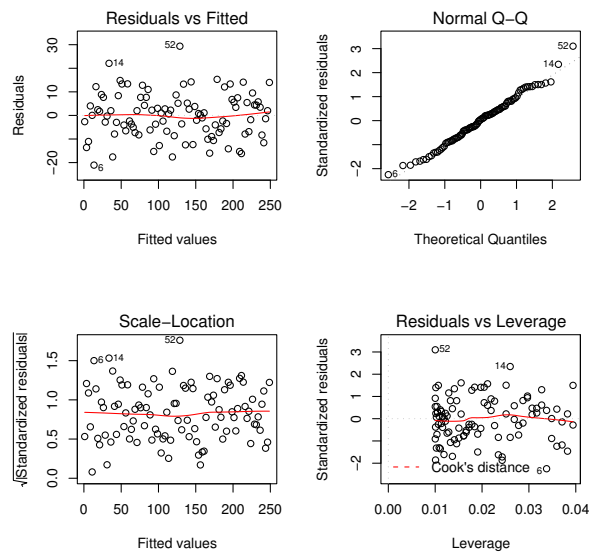 Residuals vs Fitted
Residuals
30
10
0
−20
52
14
6
0 50 100 150 200 250
Fitted values
Normal Q−Q
Standardized residuals
3
2
1
0
−2
52
14
6
−2 −1 0 1 2
Theoretical Quantiles
Scale−Location
√|Standardized residuals|
1.5
1.0
0.5
0.0
52
6 14
0 50 100 150 200 250
Fitted values
Residuals vs Leverage
Standardized residuals
3
2
1
0
−2
52
14
6
Cook's distance
0.00 0.01 0.02 0.03 0.04
Leverage